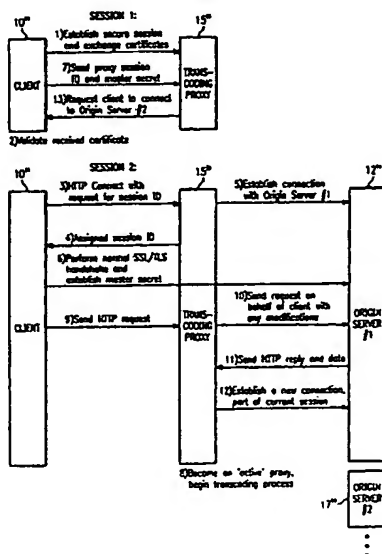 SESSION 1:
10"
15"
1)Establish secure session
and exchange certificates
7)Send proxy session
ID and master secret
13)Request client to connect
to Origin Server #2
CLIENT
TRANS-
CODING
PROXY
2)Validate received certificate
SESSION 2:
10"
15"
12"
3)HTTP Connect with
request for session ID
5)Establish connection
with Origin Server #1
4)Assigned session ID
6)Perform normal SSL/TLS
handshake and
establish master secret
10)Send request on
behalf of client with
any modifications
9)Send HTTP request
CLIENT
TRANS-
CODING
PROXY
ORIGIN
SERVER
#1
11)Send HTTP reply and data
12)Establish a new connection,
part of current session
8)Become an "active" proxy,
begin transcoding process
17"
ORIGIN
SERVER
#2